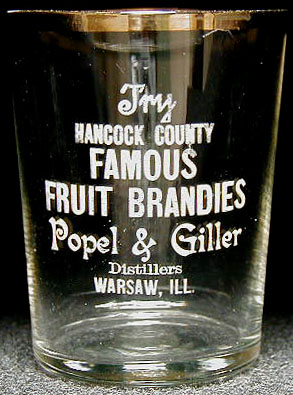 Try
HANCOCK COUNTY
FAMOUS
FRUIT BRANDIES
Popel & Giller
Distillers
WARSAW, ILL.